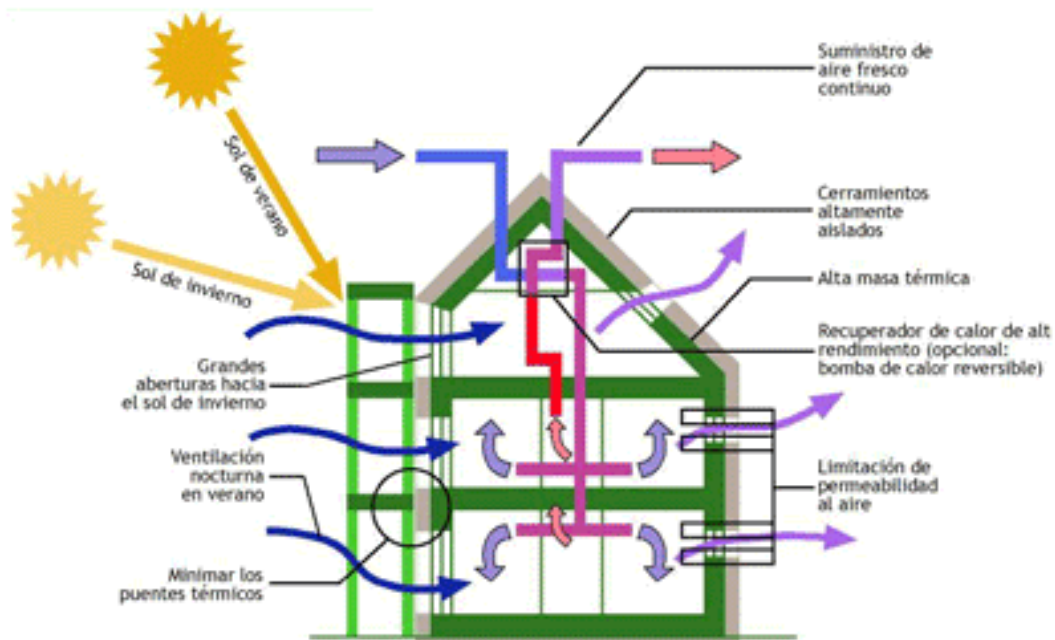 Suministro de
aire fresco
continuo
Sol de verano
Sol de invierno
Cerramientos
altamente
aislados
Alta masa térmica
Recuperador de calor de alt
rendimiento (opcional:
bomba de calor reversible)
Grandes
aberturas hacia
el sol de invierno
Ventilación
nocturna
en verano
Limitación de
permeabilidad
al aire
Minimar los
puentes térmicos